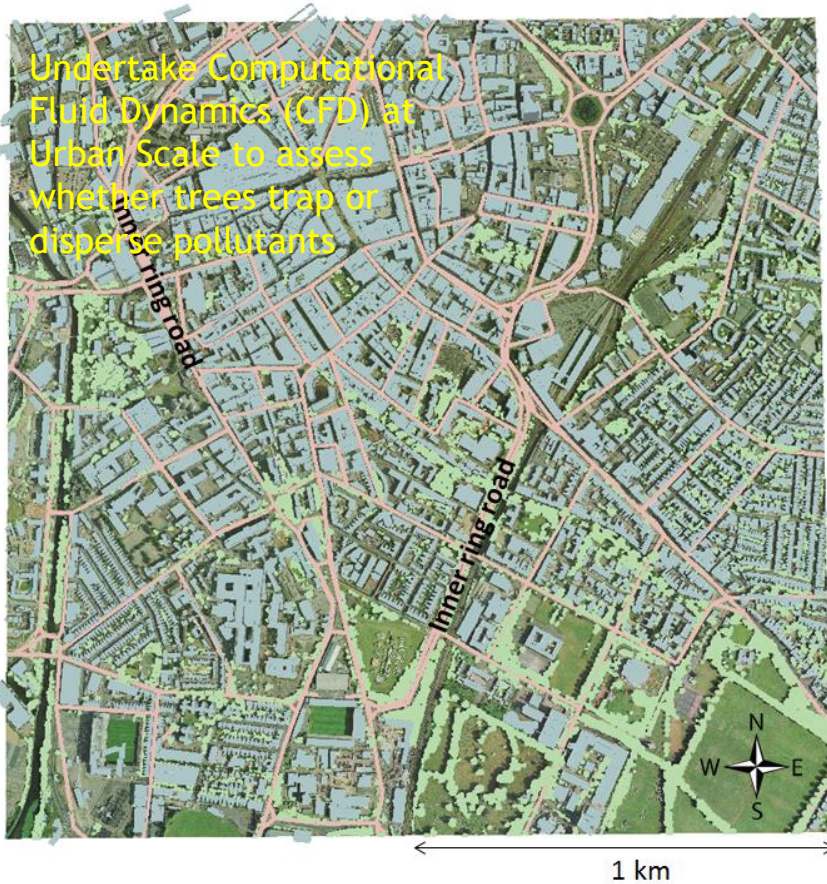 Undertake Computational
Fluid Dynamics (CFD) at
Urban Scale to assess
whether trees trap or
disperse pollutants
Inner ring road
Inner ring road
N
W
E
S
1 km